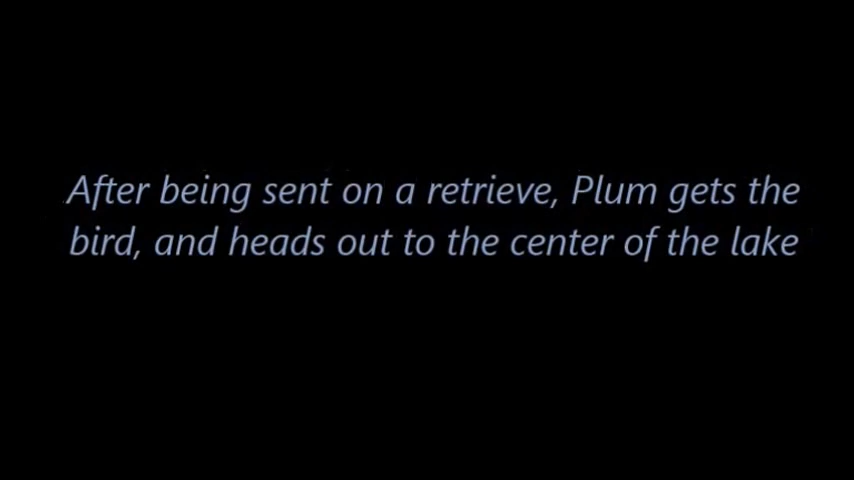 After being sent on a retrieve, Plum gets the
bird, and heads out to the center of the lake